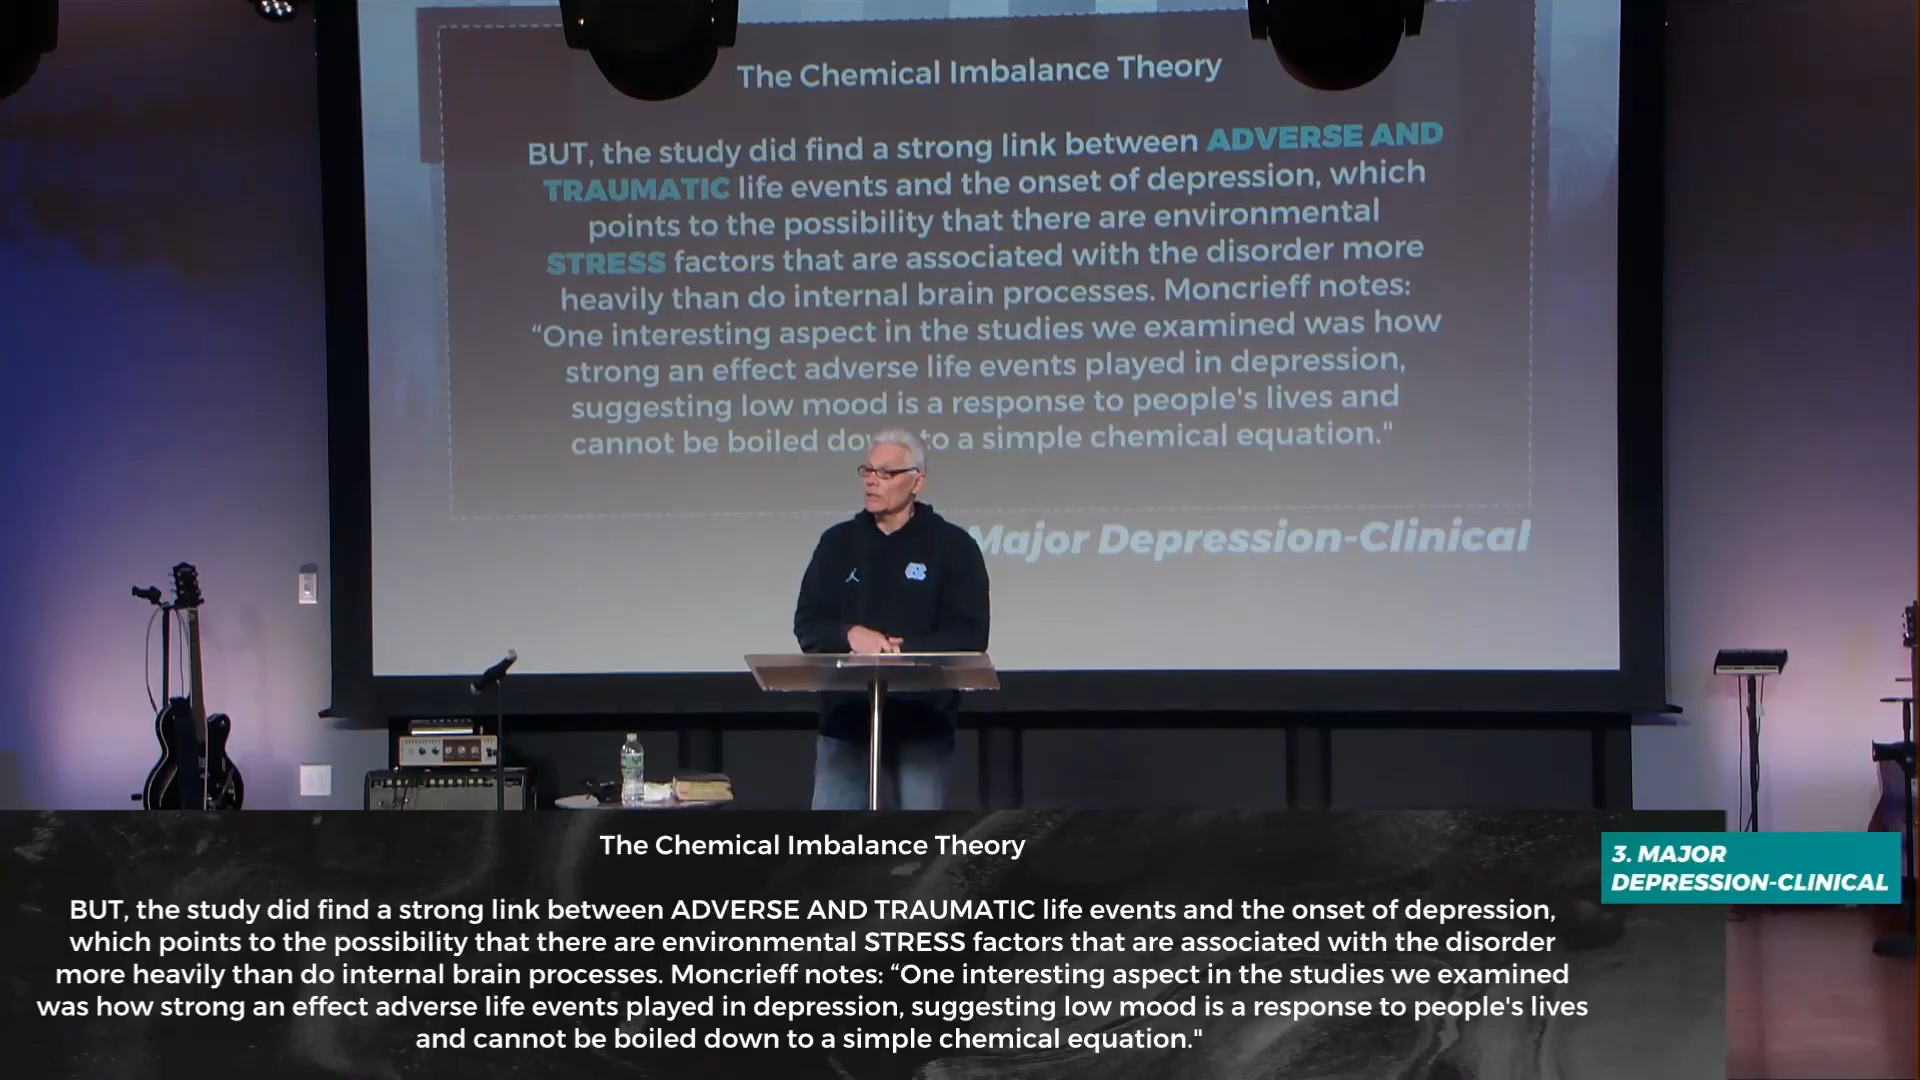 The Chemical Imbalance Theory
BUT, the study did find a strong link between ADVERSE AND
TRAUMATIC life events and the onset of depression, which
points to the possibility that there are environmental
STRESS factors that are associated with the disorder more
heavily than do internal brain processes. Moncrieff notes:
“One interesting aspect in the studies we examined was how
strong an effect adverse life events played in depression,
suggesting low mood is a response to people's lives and
cannot be boiled to a simple chemical equation."
Major Depression-Clinical
The Chemical Imbalance Theory
BUT, the study did find a strong link between ADVERSE AND TRAUMATIC life events and the onset of depression,
which points to the possibility that there are environmental STRESS factors that are associated with the disorder
more heavily than do internal brain processes. Moncrieff notes: “One interesting aspect in the studies we examined
was how strong an effect adverse life events played in depression, suggesting low mood is a response to people's lives
and cannot be boiled down to a simple chemical equation."
3. MAJOR
DEPRESSION-CLINICAL